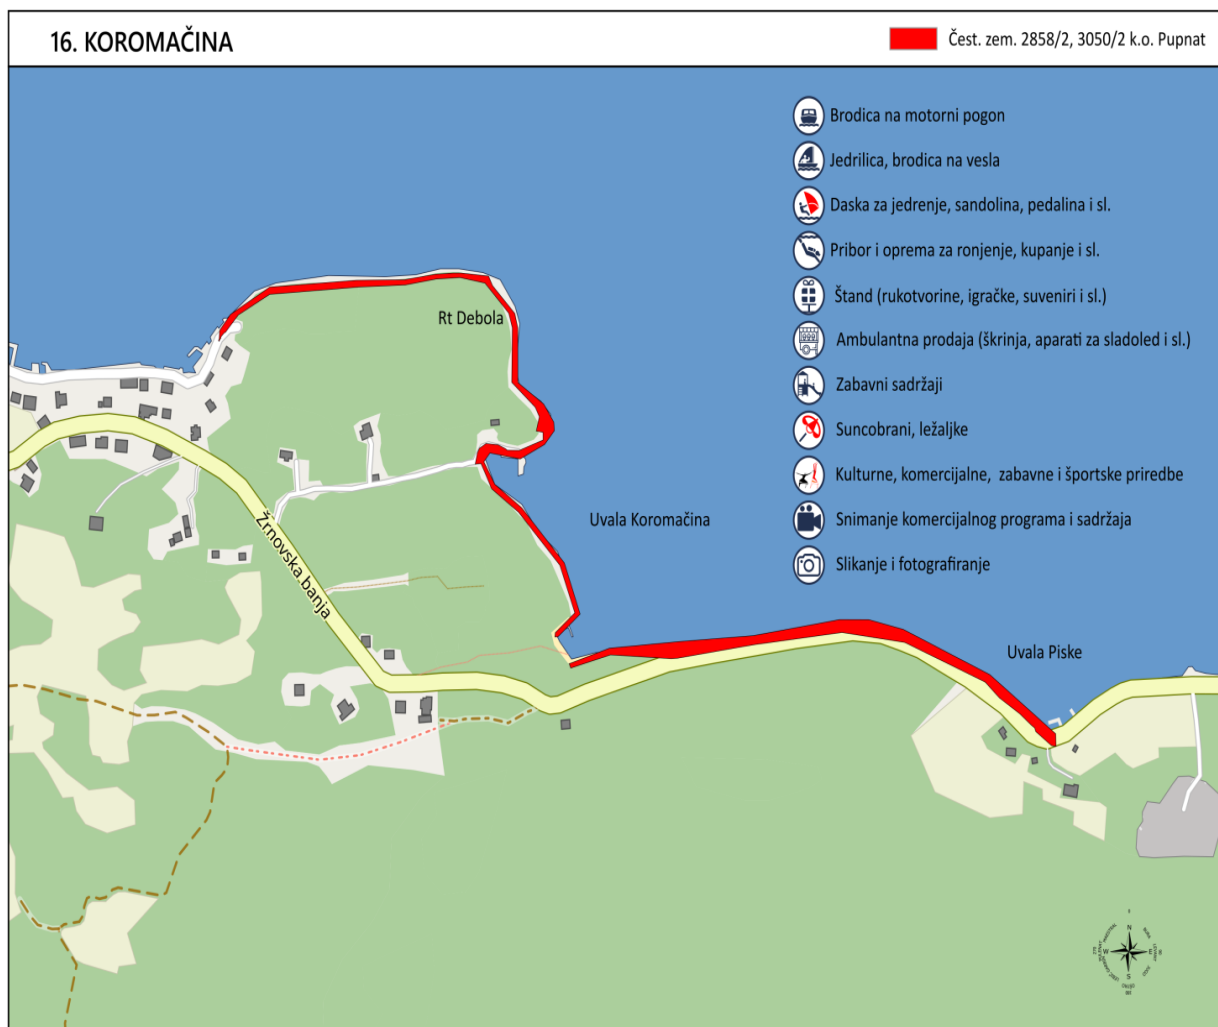 16. KOROMAČINA
Čest. zem. 2858/2, 3050/2 k.o. Pupnat
Brodica na motorni pogon
Jedrilica, brodica na vesla
Daska za jedrenje, sandolina, pedalina i sl.
Pribor i oprema za ronjenje, kupanje i sl.
Štand (rukotvorine, igračke, suveniri i sl.)
Ambulantna prodaja (škrinja, aparati za sladoled i sl.)
Zabavni sadržaji
Suncobrani, ležaljke
Kulturne, komercijalne, zabavne i športske priredbe
Snimanje komercijalnog programa i sadržaja
Slikanje i fotografiranje
Rt Debola
Uvala Koromačina
Žrnovska banja
Uvala Piske
N
W
E
S